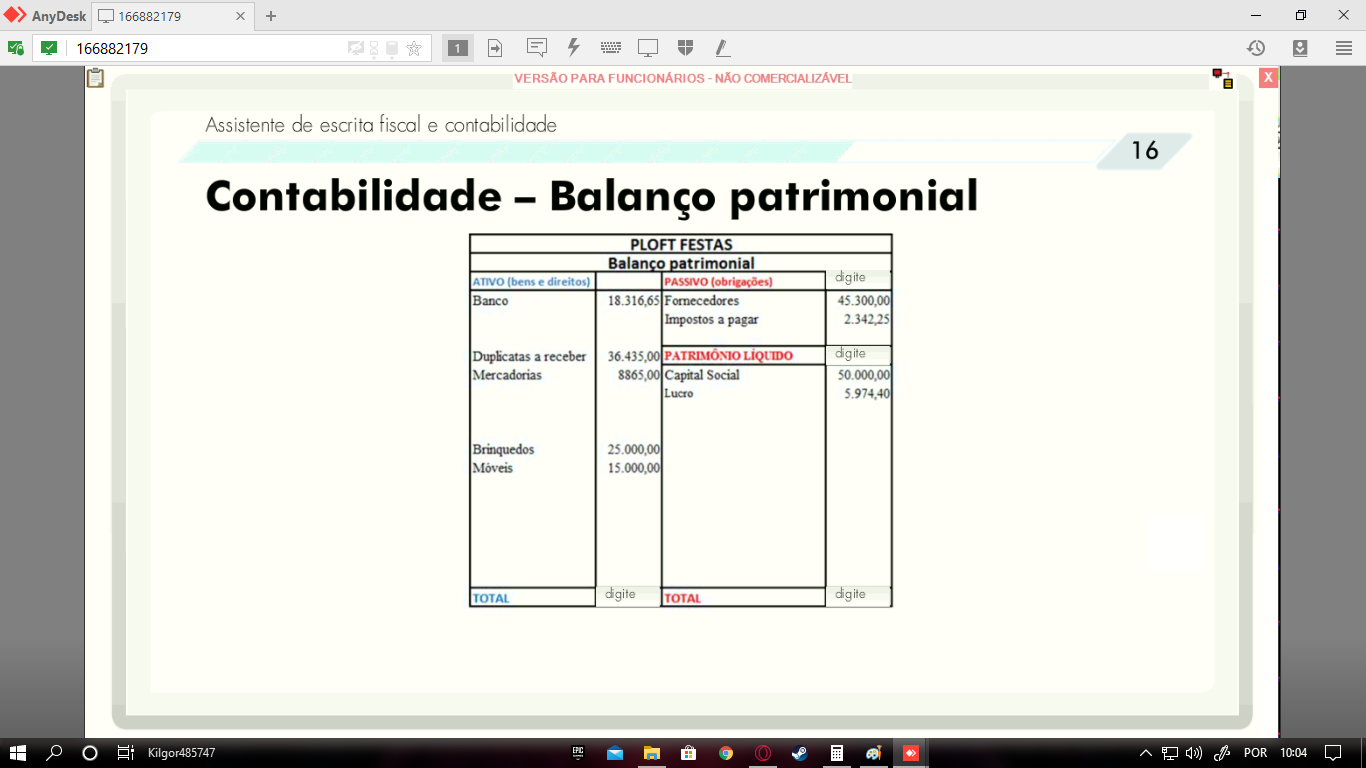 AnyDesk 166882179
166882179 1
VERSÃO PARA FUNCIONÁRIOS - NÃO COMERCIALIZÁVEL X
Assistente de escrita fiscal e contabilidade
16
Contabilidade – Balanço patrimonial
PLOFT FESTAS
Balanço patrimonial
ATIVO (bens e direitos) PASSIVO (obrigações) digite
Banco 18.316,65 Fornecedores 45.300,00
Impostos a pagar 2.342,25
Duplicatas a receber 36.435,00 PATRIMÔNIO LÍQUIDO digite
Mercadorias 8865,00 Capital Social 50.000,00
Lucro 5.974,40
Brinquedos 25.000,00
Móveis 15.000,00
TOTAL digite TOTAL digite
Kilgor485747 EPIC POR 10:04